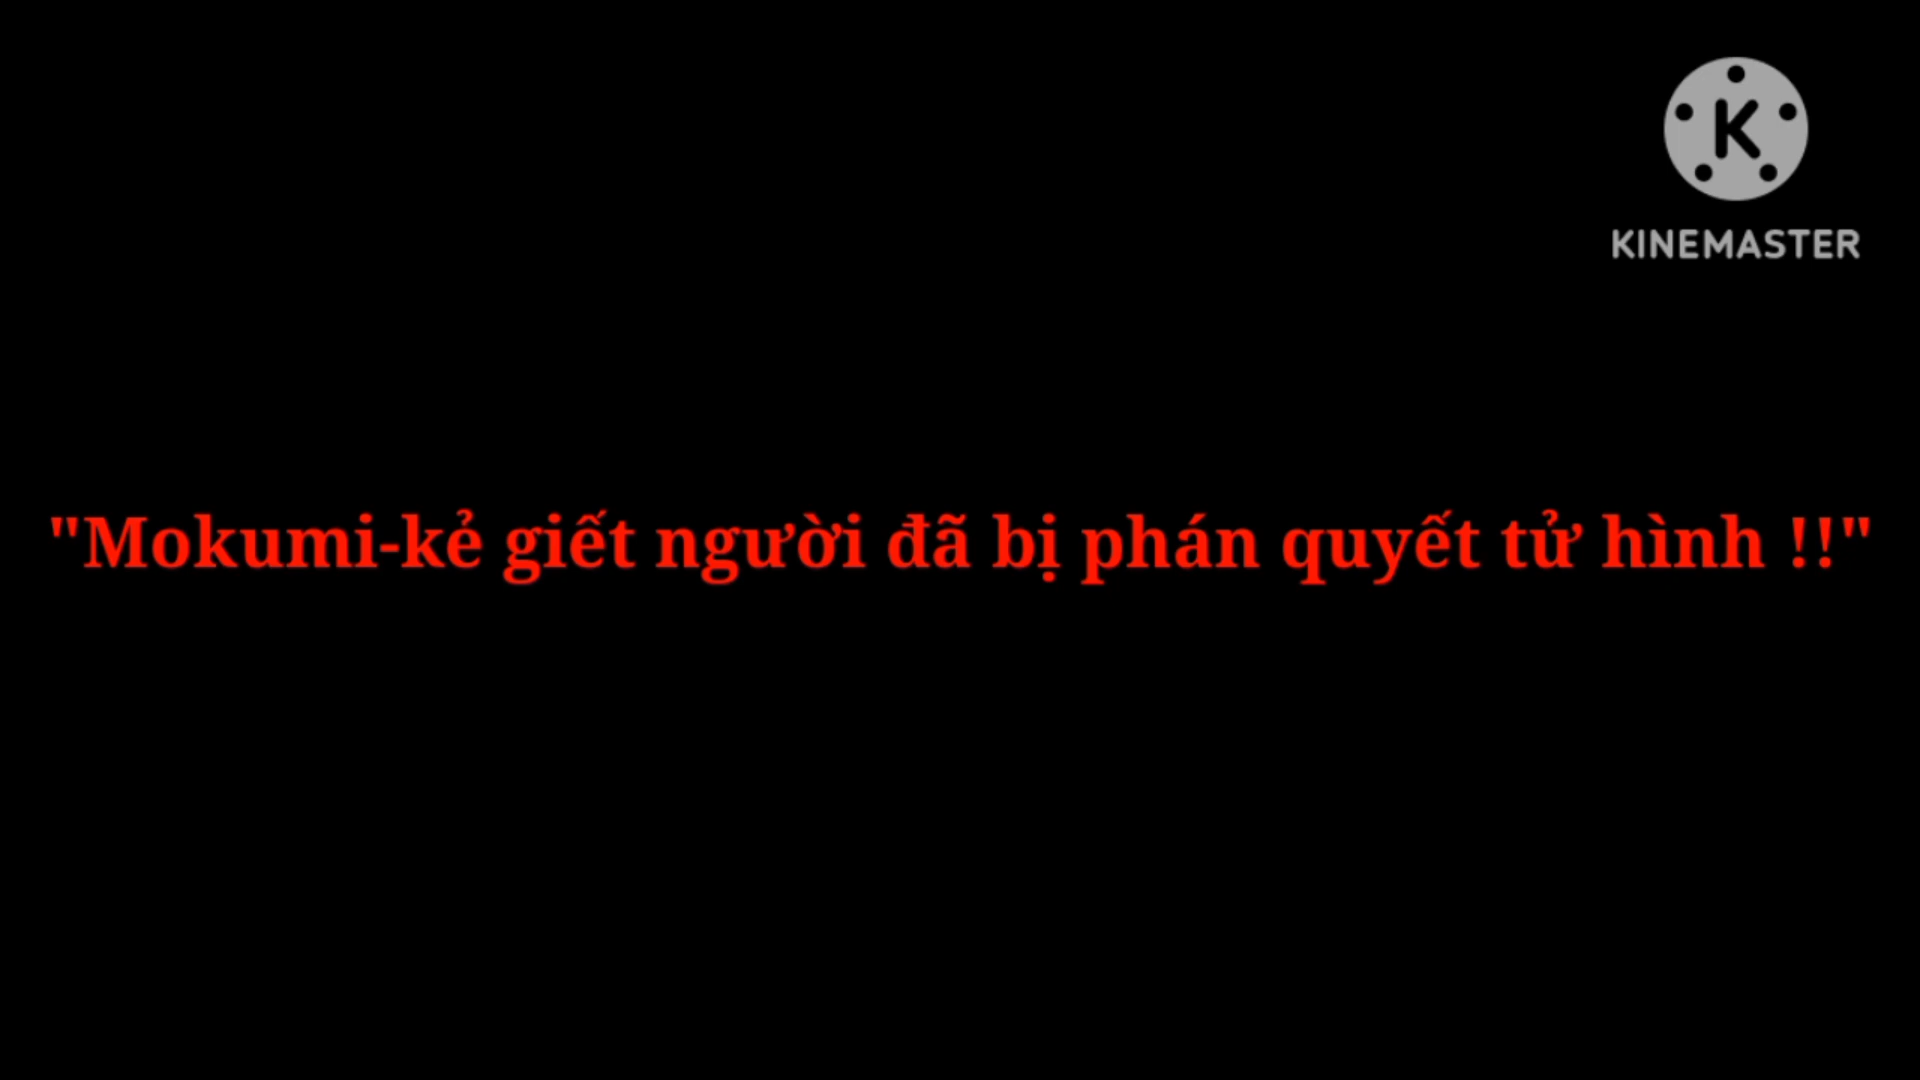 KINEMASTER
"Mokumi-kẻ giết người đã bị phán quyết tử hình !!"